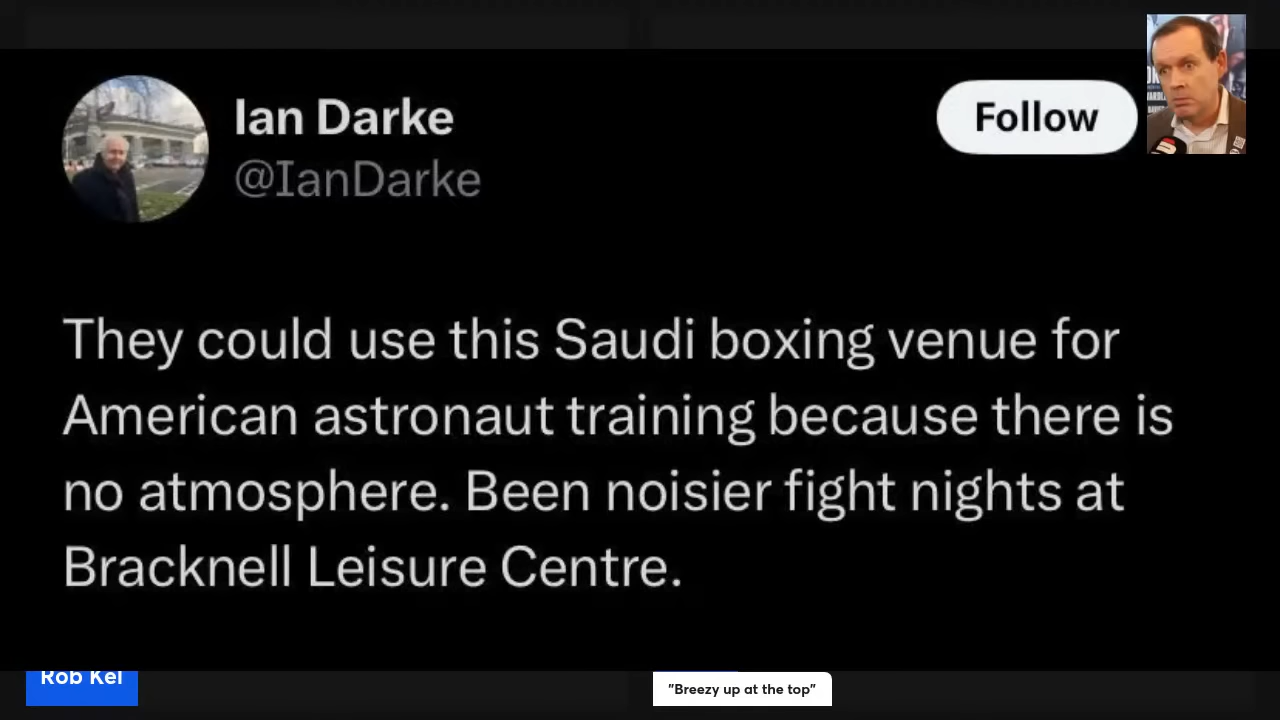 Ian Darke
@IanDarke
Follow
They could use this Saudi boxing venue for
American astronaut training because there is
no atmosphere. Been noisier fight nights at
Bracknell Leisure Centre.
Rob Kel
"Breezy up at the top"